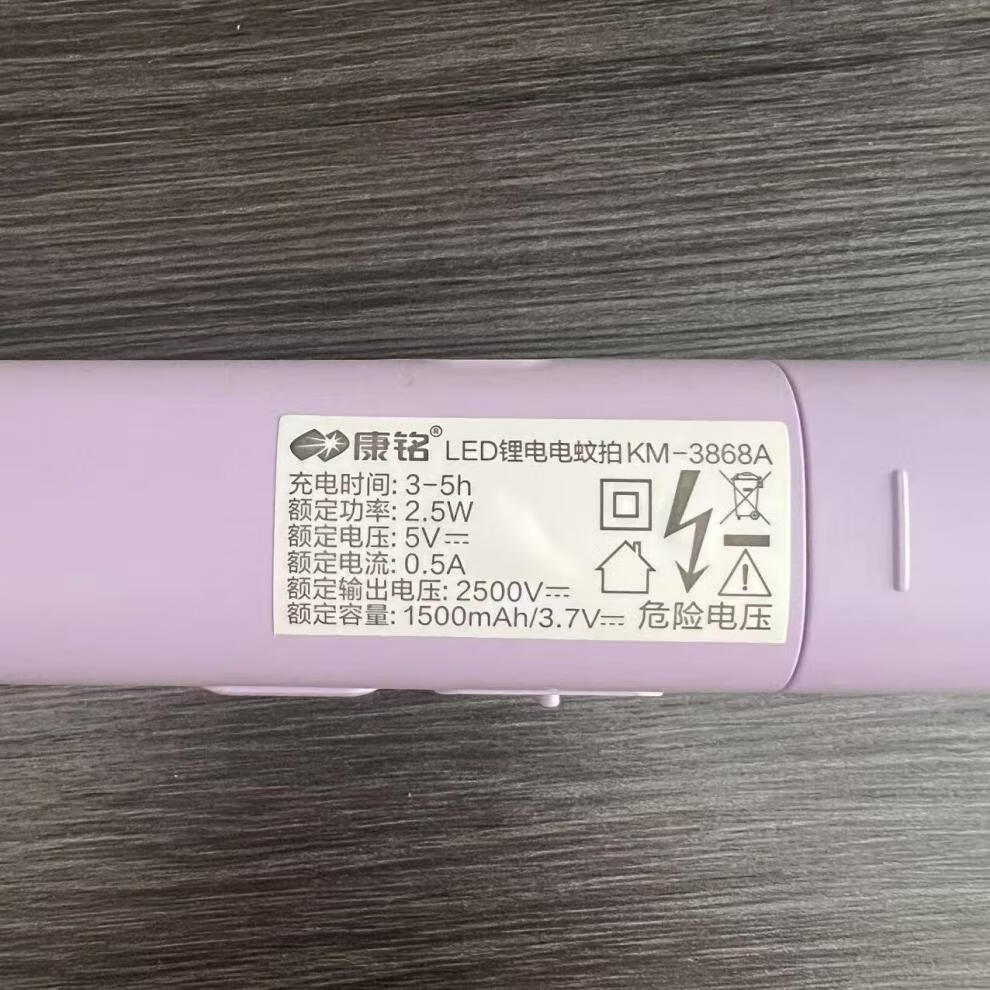 康铭® LED锂电电蚊拍KM-3868A
充电时间: 3-5h
额定功率: 2.5W
额定电压: 5V⎓
额定电流: 0.5A
额定输出电压: 2500V⎓
额定容量: 1500mAh/3.7V⎓
危险电压